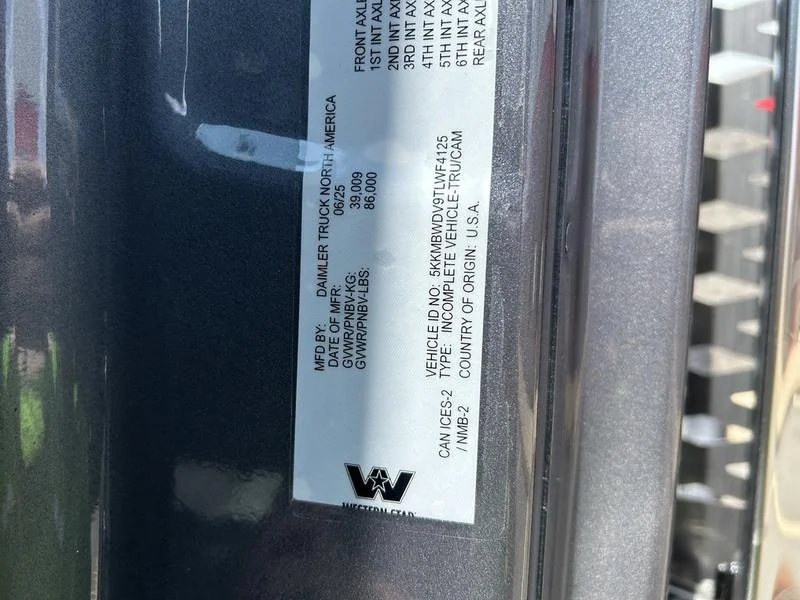 MFD BY: DAIMLER TRUCK NORTH AMERICA
DATE OF MFR: 06/25
GVWR/PNBV-KG: 39,009
GVWR/PNBV-LBS: 86,000
FRONT AXLE
1ST INT AXLE
2ND INT AX
3RD INT AX
4TH INT AX
5TH INT AX
6TH INT AX
REAR AXL
VEHICLE ID NO: 5KKMBWDV9TLWF4125
TYPE: INCOMPLETE VEHICLE-TRU/CAM
COUNTRY OF ORIGIN: U.S.A.
CAN ICES-2
/ NMB-2
WESTERN STAR